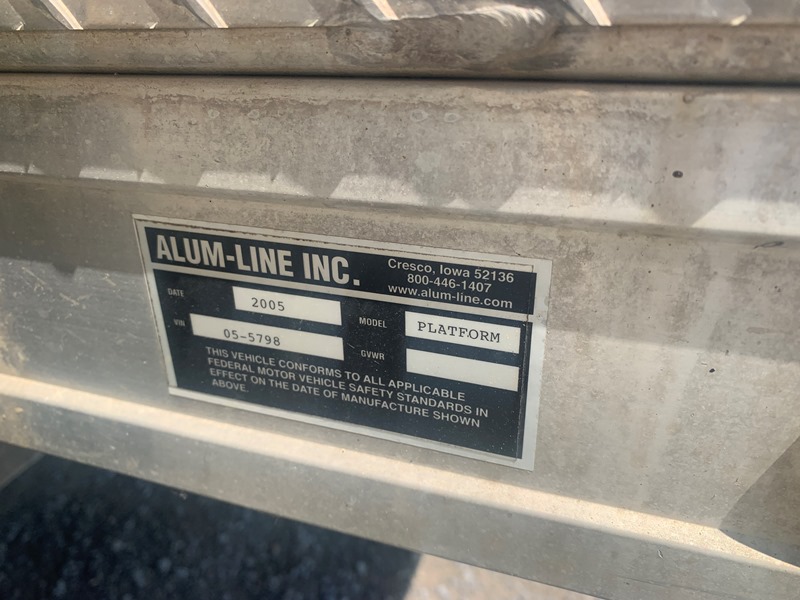 ALUM-LINE INC.
Cresco, Iowa 52136
800-446-1407
www.alum-line.com
DATE 2005 MODEL PLATFORM
VIN 05-5798 GVWR
THIS VEHICLE CONFORMS TO ALL APPLICABLE
FEDERAL MOTOR VEHICLE SAFETY STANDARDS IN
EFFECT ON THE DATE OF MANUFACTURE SHOWN
ABOVE.